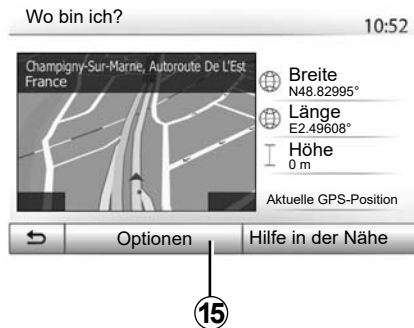 Wo bin ich?
10:52
Champigny-Sur-Marne, Autoroute De L'Est
France
Breite
N48.82995°
Länge
E2.49608°
Höhe
0 m
Aktuelle GPS-Position
Optionen
Hilfe in der Nähe
15